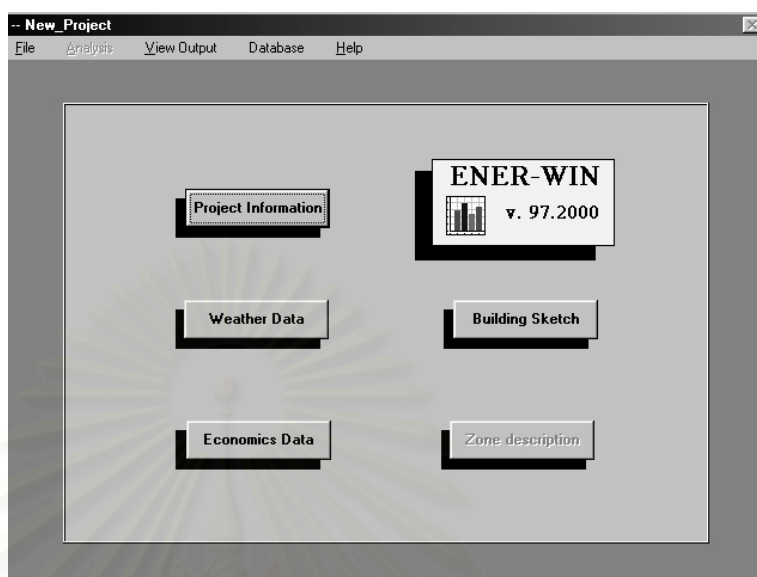 -- New_Project
File Analysis View Output Database Help
ENER-WIN
v. 97.2000
Project Information
Weather Data
Building Sketch
Economics Data
Zone description